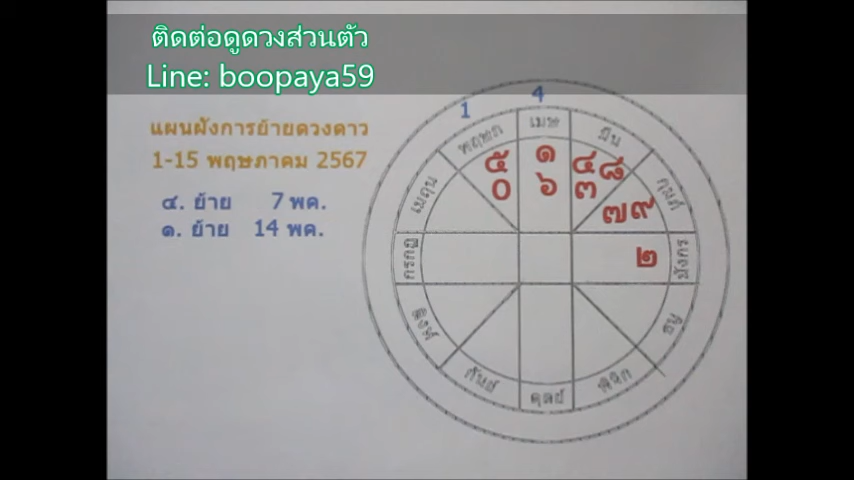 ติดต่อดูดวงส่วนตัว
Line: boopaya59
แผนผังการย้ายดวงดาว
1-15 พฤษภาคม 2567
๔. ย้าย 7 พค.
๑. ย้าย 14 พค.
1 4
พฤษภ เมษ มีน
๕ ๑ ๔ ๘
๐ ๖ ๓
เมถุน กุมภ์
๗ ๙
กรกฎ ๒ มังกร
สิงห์ ธนู
กันย์ ตุลย์ พิจิก